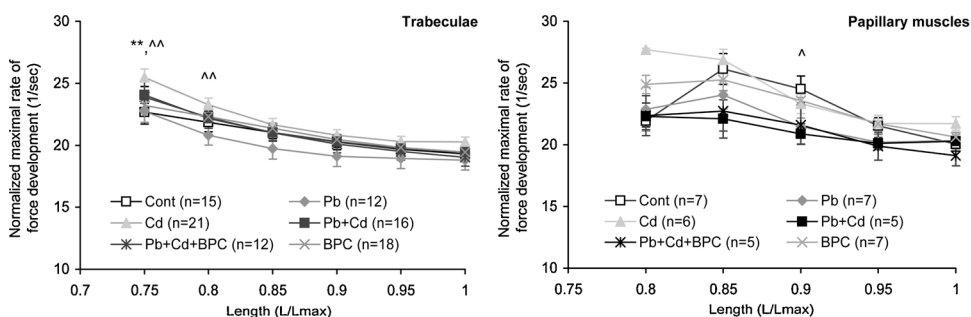 Trabeculae
Normalized maximal rate of
force development (1/sec)
30
25
20
15
10
**,^^
^^
Cont (n=15)
Pb (n=12)
Cd (n=21)
Pb+Cd (n=16)
Pb+Cd+BPC (n=12)
BPC (n=18)
0.7
0.75
0.8
0.85
0.9
0.95
1
Length (L/Lmax)
Papillary muscles
Normalized maximal rate of
force development (1/sec)
30
25
20
15
10
^
Cont (n=7)
Pb (n=7)
Cd (n=6)
Pb+Cd (n=5)
Pb+Cd+BPC (n=5)
BPC (n=7)
0.75
0.8
0.85
0.9
0.95
1
Length (L/Lmax)